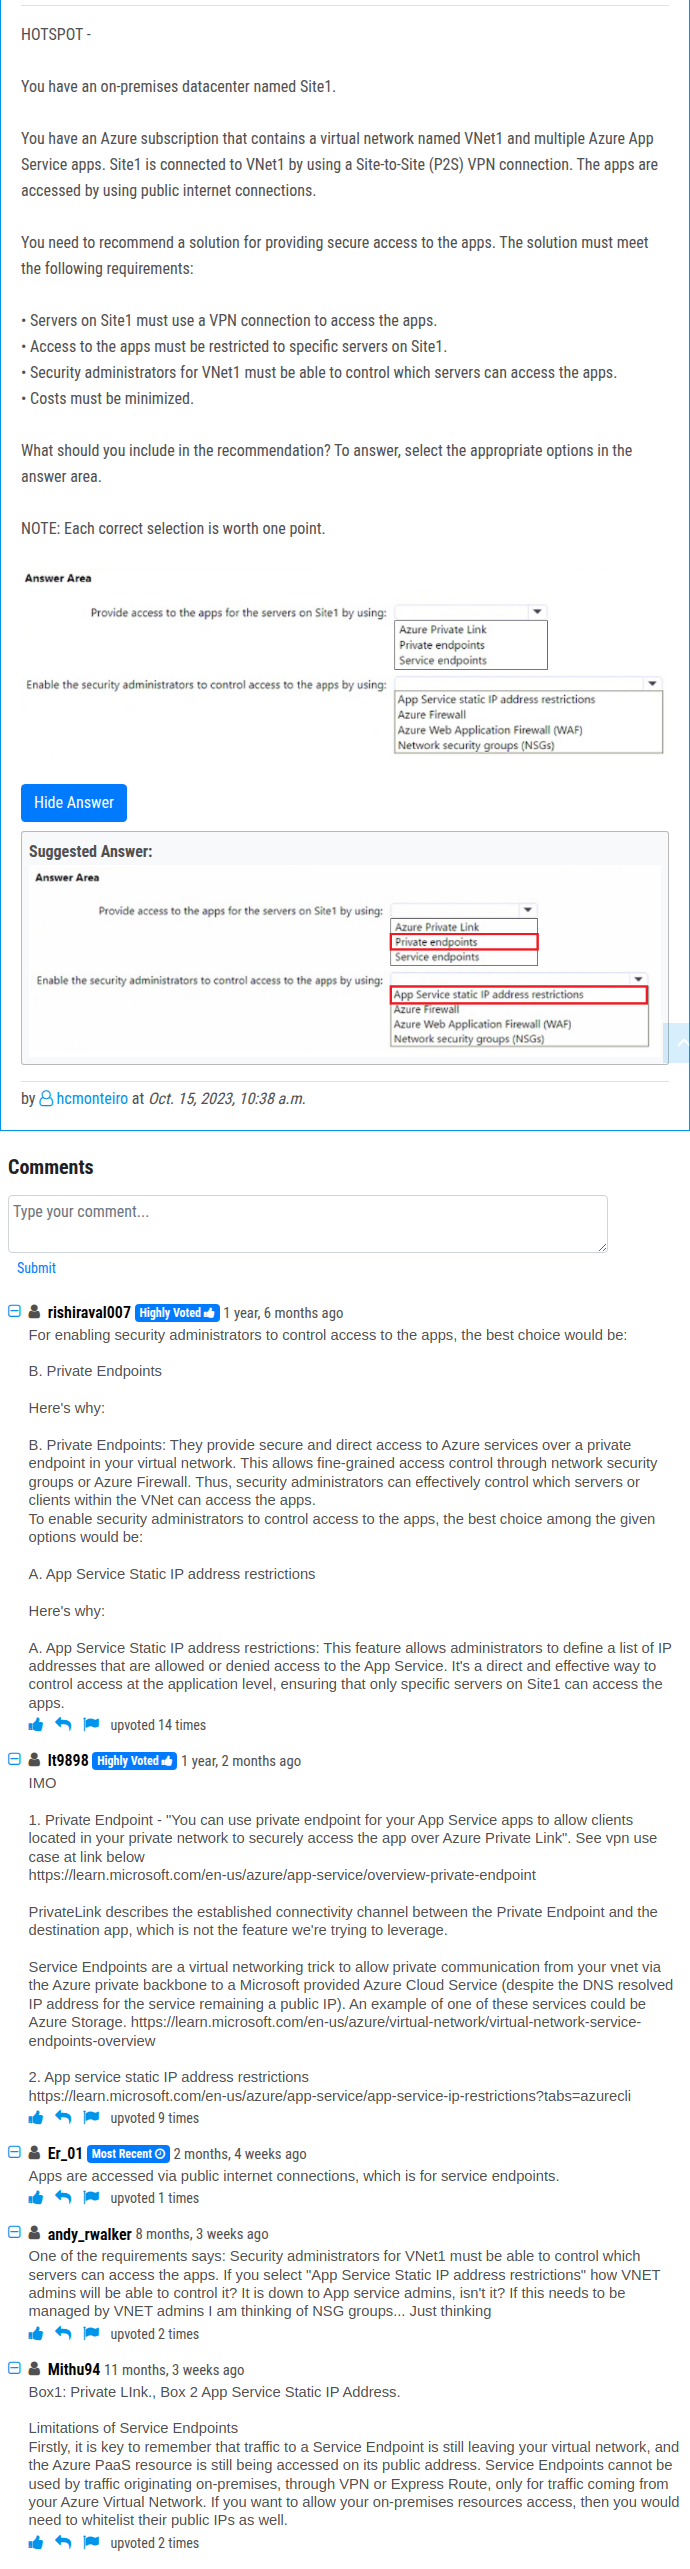 HOTSPOT -
You have an on-premises datacenter named Site1.
You have an Azure subscription that contains a virtual network named VNet1 and multiple Azure App
Service apps. Site1 is connected to VNet1 by using a Site-to-Site (P2S) VPN connection. The apps are
accessed by using public internet connections.
You need to recommend a solution for providing secure access to the apps. The solution must meet
the following requirements:
• Servers on Site1 must use a VPN connection to access the apps.
• Access to the apps must be restricted to specific servers on Site1.
• Security administrators for VNet1 must be able to control which servers can access the apps.
• Costs must be minimized.
What should you include in the recommendation? To answer, select the appropriate options in the
answer area.
NOTE: Each correct selection is worth one point.
Answer Area
Provide access to the apps for the servers on Site1 by using:
Azure Private Link
Private endpoints
Service endpoints
Enable the security administrators to control access to the apps by using:
App Service static IP address restrictions
Azure Firewall
Azure Web Application Firewall (WAF)
Network security groups (NSGs)
Hide Answer
Suggested Answer:
Answer Area
Provide access to the apps for the servers on Site1 by using:
Azure Private Link
Private endpoints
Service endpoints
Enable the security administrators to control access to the apps by using:
App Service static IP address restrictions
Azure Firewall
Azure Web Application Firewall (WAF)
Network security groups (NSGs)
by hcmonteiro at Oct. 15, 2023, 10:38 a.m.
Comments
Type your comment...
Submit
rishiraval007 Highly Voted 1 year, 6 months ago
For enabling security administrators to control access to the apps, the best choice would be:
B. Private Endpoints
Here's why:
B. Private Endpoints: They provide secure and direct access to Azure services over a private
endpoint in your virtual network. This allows fine-grained access control through network security
groups or Azure Firewall. Thus, security administrators can effectively control which servers or
clients within the VNet can access the apps.
To enable security administrators to control access to the apps, the best choice among the given
options would be:
A. App Service Static IP address restrictions
Here's why:
A. App Service Static IP address restrictions: This feature allows administrators to define a list of IP
addresses that are allowed or denied access to the App Service. It's a direct and effective way to
control access at the application level, ensuring that only specific servers on Site1 can access the
apps.
upvoted 14 times
lt9898 Highly Voted 1 year, 2 months ago
IMO
1. Private Endpoint - "You can use private endpoint for your App Service apps to allow clients
located in your private network to securely access the app over Azure Private Link". See vpn use
case at link below
https://learn.microsoft.com/en-us/azure/app-service/overview-private-endpoint
PrivateLink describes the established connectivity channel between the Private Endpoint and the
destination app, which is not the feature we're trying to leverage.
Service Endpoints are a virtual networking trick to allow private communication from your vnet via
the Azure private backbone to a Microsoft provided Azure Cloud Service (despite the DNS resolved
IP address for the service remaining a public IP). An example of one of these services could be
Azure Storage. https://learn.microsoft.com/en-us/azure/virtual-network/virtual-network-service-
endpoints-overview
2. App service static IP address restrictions
https://learn.microsoft.com/en-us/azure/app-service/app-service-ip-restrictions?tabs=azurecli
upvoted 9 times
Er_01 Most Recent 2 months, 4 weeks ago
Apps are accessed via public internet connections, which is for service endpoints.
upvoted 1 times
andy_rwalker 8 months, 3 weeks ago
One of the requirements says: Security administrators for VNet1 must be able to control which
servers can access the apps. If you select "App Service Static IP address restrictions" how VNET
admins will be able to control it? It is down to App service admins, isn't it? If this needs to be
managed by VNET admins I am thinking of NSG groups... Just thinking
upvoted 2 times
Mithu94 11 months, 3 weeks ago
Box1: Private LInk., Box 2 App Service Static IP Address.
Limitations of Service Endpoints
Firstly, it is key to remember that traffic to a Service Endpoint is still leaving your virtual network, and
the Azure PaaS resource is still being accessed on its public address. Service Endpoints cannot be
used by traffic originating on-premises, through VPN or Express Route, only for traffic coming from
your Azure Virtual Network. If you want to allow your on-premises resources access, then you would
need to whitelist their public IPs as well.
upvoted 2 times